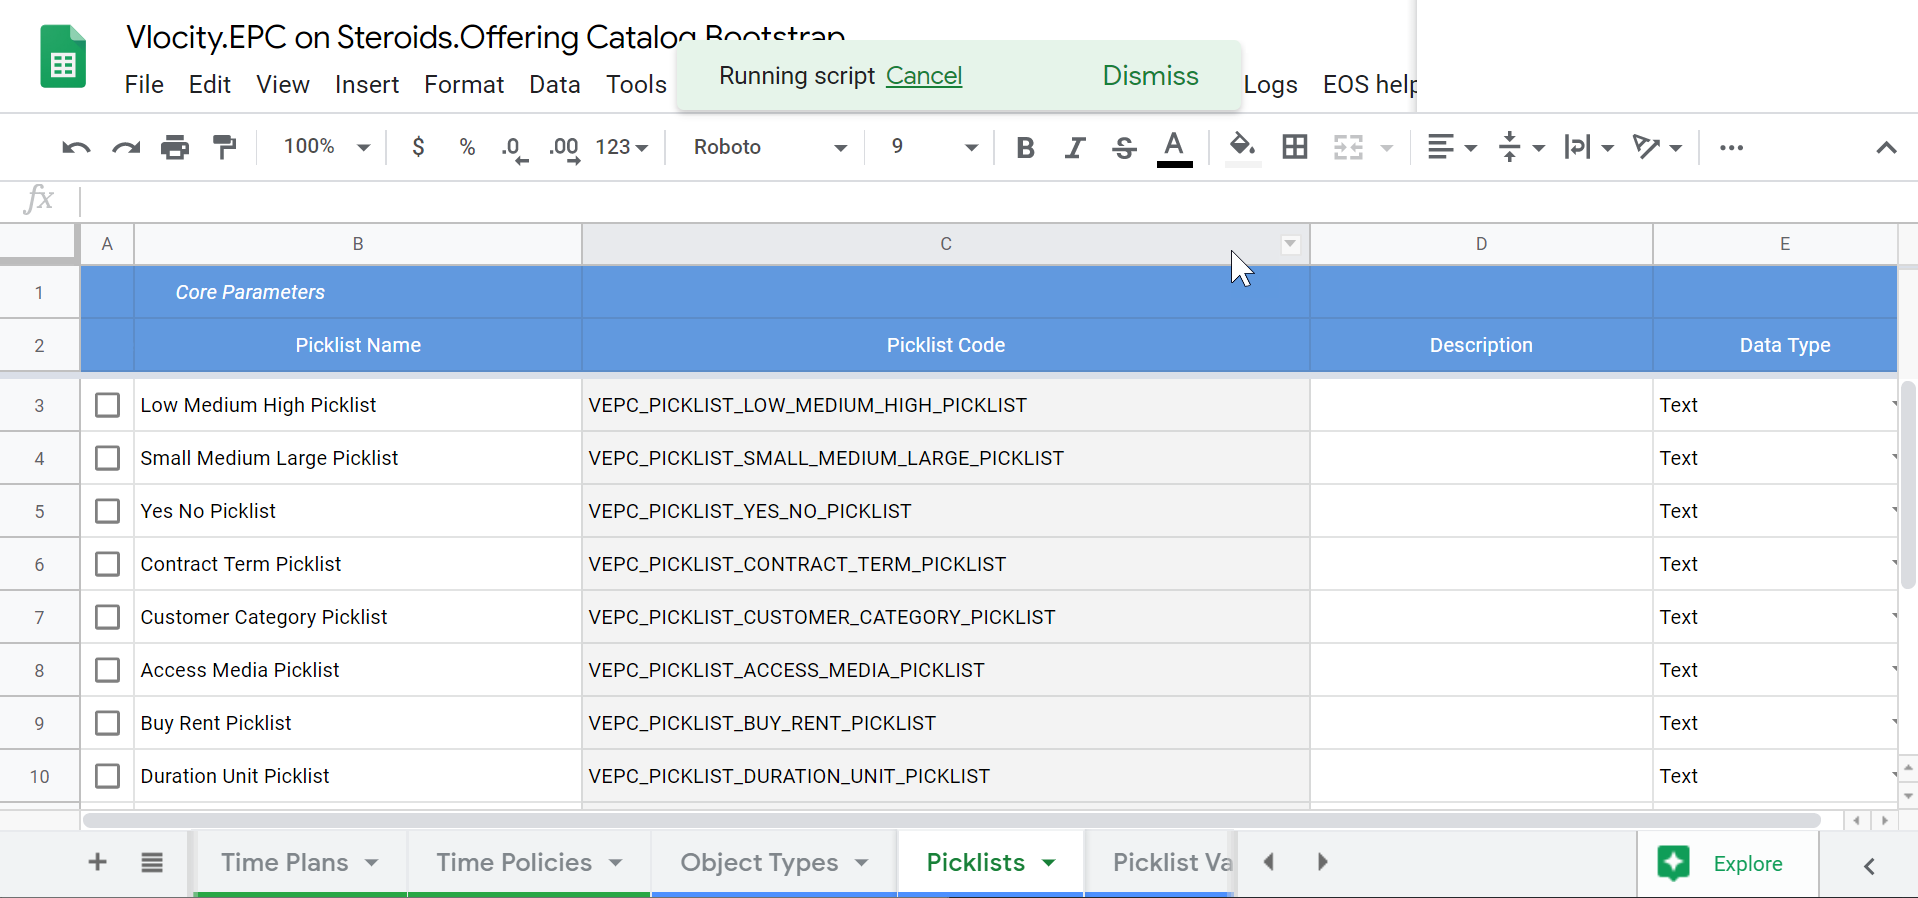 Vlocity.EPC on Steroids.Offering Catalog Bootstrap
File Edit View Insert Format Data Tools Logs EOS help
Running script Cancel Dismiss
100% $ % .0 .00 123 Roboto 9 B I S A
fx
A B C D E
1 Core Parameters
2 Picklist Name Picklist Code Description Data Type
3 Low Medium High Picklist VEPC_PICKLIST_LOW_MEDIUM_HIGH_PICKLIST Text
4 Small Medium Large Picklist VEPC_PICKLIST_SMALL_MEDIUM_LARGE_PICKLIST Text
5 Yes No Picklist VEPC_PICKLIST_YES_NO_PICKLIST Text
6 Contract Term Picklist VEPC_PICKLIST_CONTRACT_TERM_PICKLIST Text
7 Customer Category Picklist VEPC_PICKLIST_CUSTOMER_CATEGORY_PICKLIST Text
8 Access Media Picklist VEPC_PICKLIST_ACCESS_MEDIA_PICKLIST Text
9 Buy Rent Picklist VEPC_PICKLIST_BUY_RENT_PICKLIST Text
10 Duration Unit Picklist VEPC_PICKLIST_DURATION_UNIT_PICKLIST Text
Time Plans Time Policies Object Types Picklists Picklist Va Explore